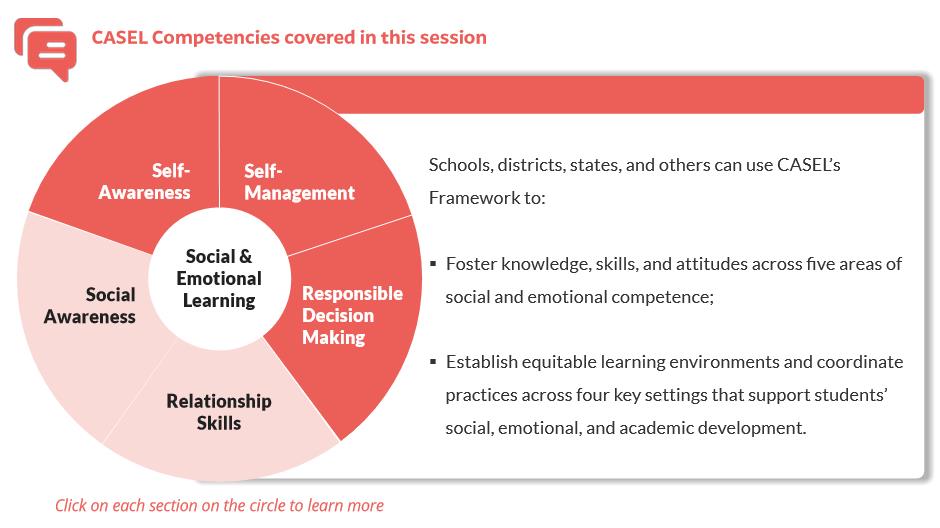 CASEL Competencies covered in this session
Self-
Awareness
Self-
Management
Social &
Emotional
Learning
Responsible
Decision
Making
Social
Awareness
Relationship
Skills
Schools, districts, states, and others can use CASEL’s
Framework to:
▪ Foster knowledge, skills, and attitudes across five areas of
social and emotional competence;
▪ Establish equitable learning environments and coordinate
practices across four key settings that support students’
social, emotional, and academic development.
Click on each section on the circle to learn more